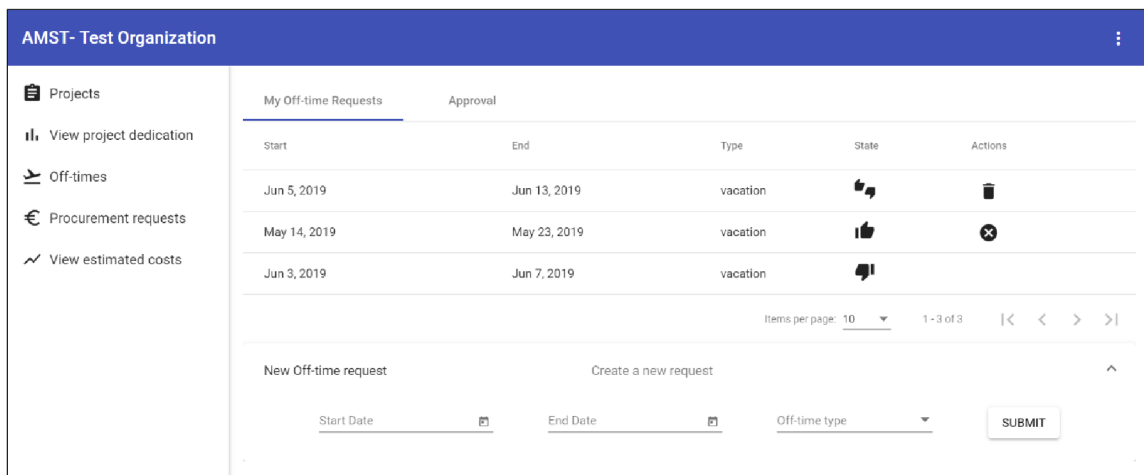 AMST- Test Organization
Projects
View project dedication
Off-times
Procurement requests
View estimated costs
My Off-time Requests Approval
Start End Type State Actions
Jun 5, 2019 Jun 13, 2019 vacation
May 14, 2019 May 23, 2019 vacation
Jun 3, 2019 Jun 7, 2019 vacation
Items per page: 10 1 - 3 of 3
New Off-time request Create a new request
Start Date End Date Off-time type SUBMIT